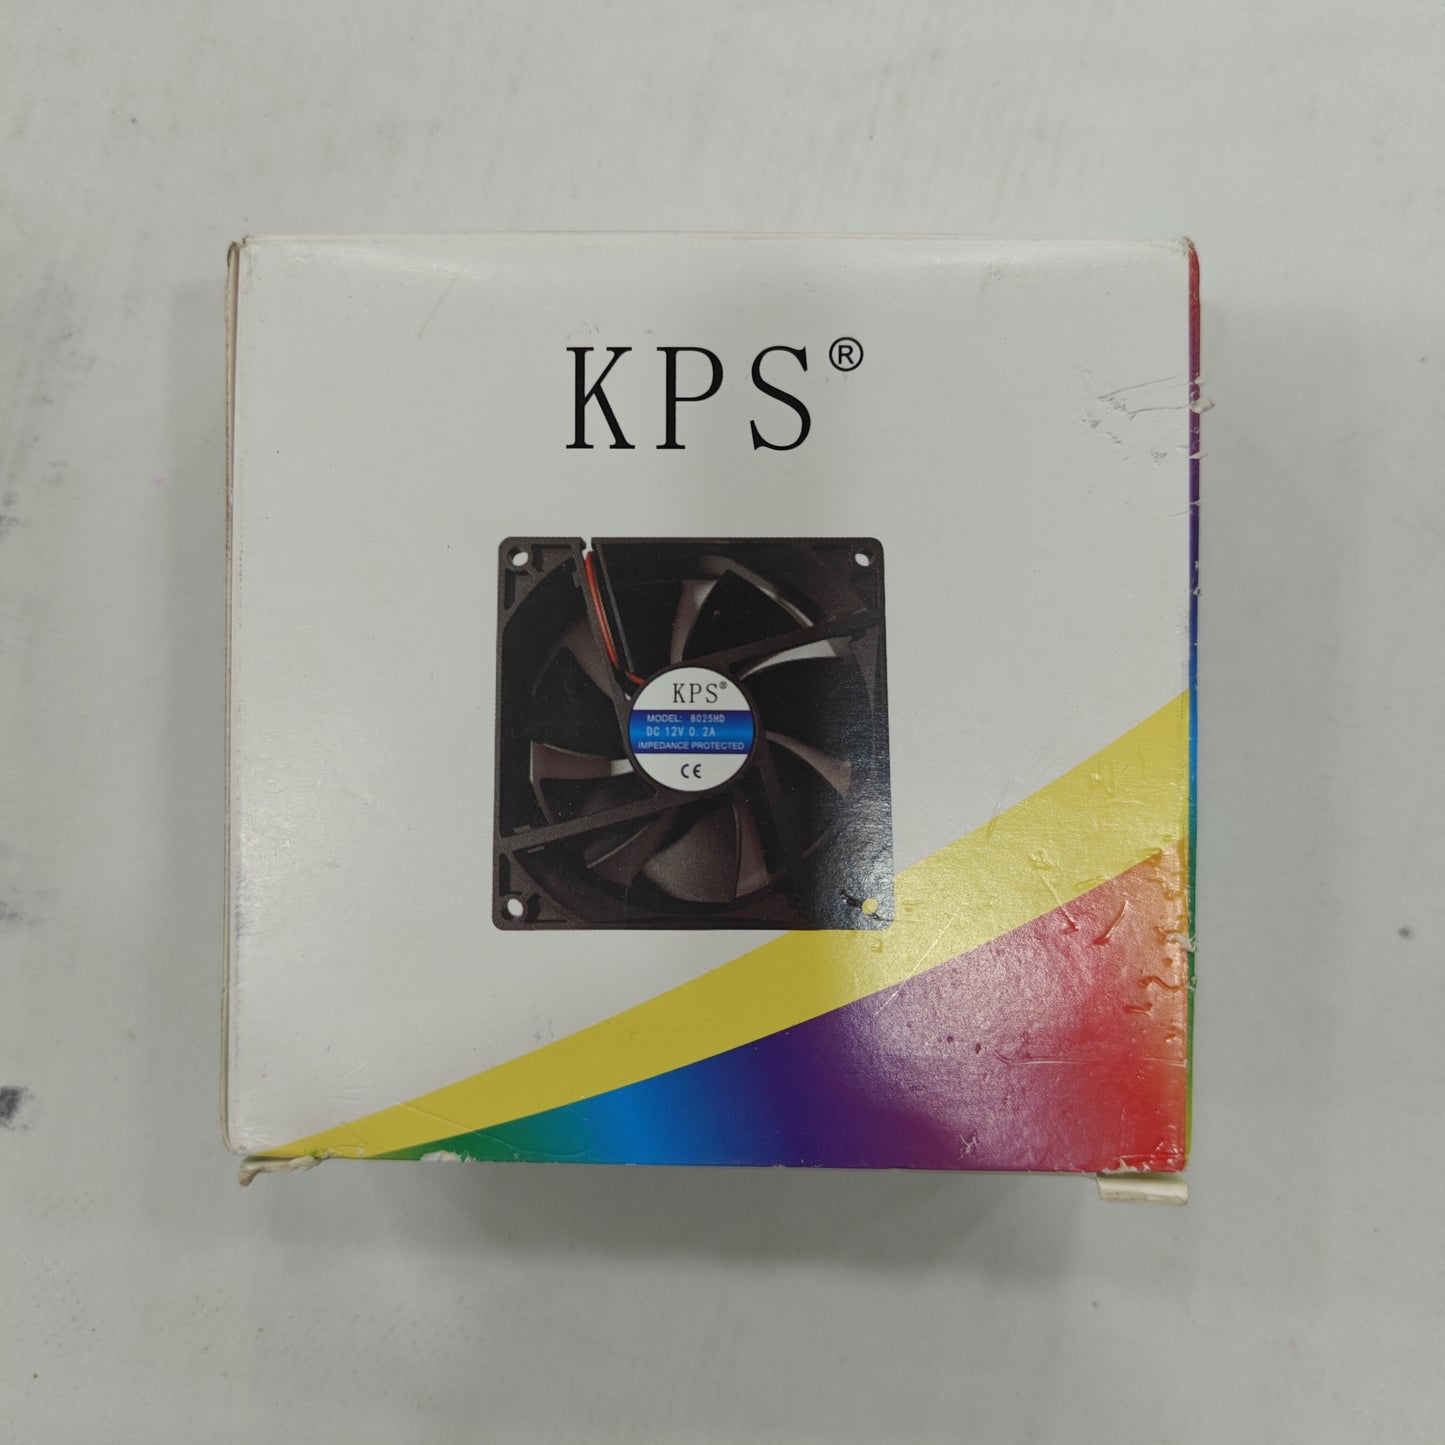 KPS®
KPS®
MODEL: 8025HD
DC 12V 0.2A
IMPEDANCE PROTECTED
CE